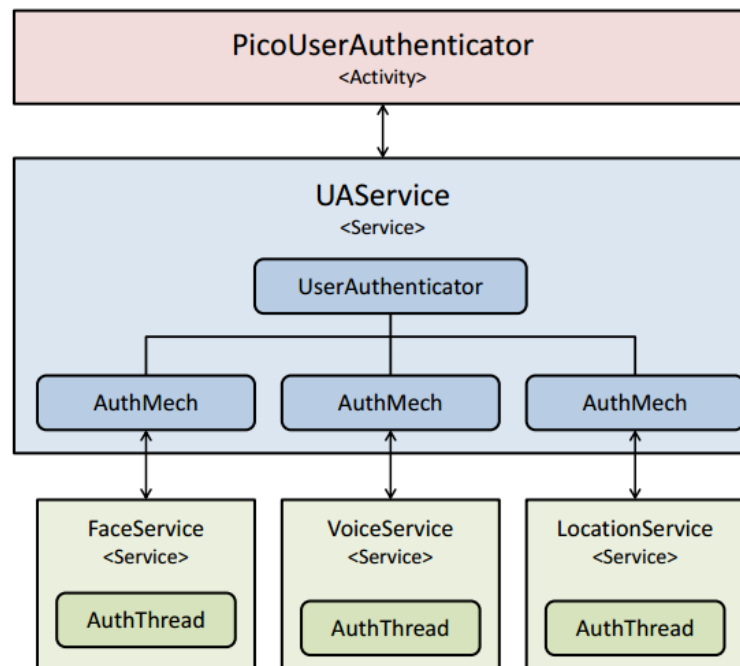 PicoUserAuthenticator
<Activity>
UAService
<Service>
UserAuthenticator
AuthMech
AuthMech
AuthMech
FaceService
<Service>
AuthThread
VoiceService
<Service>
AuthThread
LocationService
<Service>
AuthThread